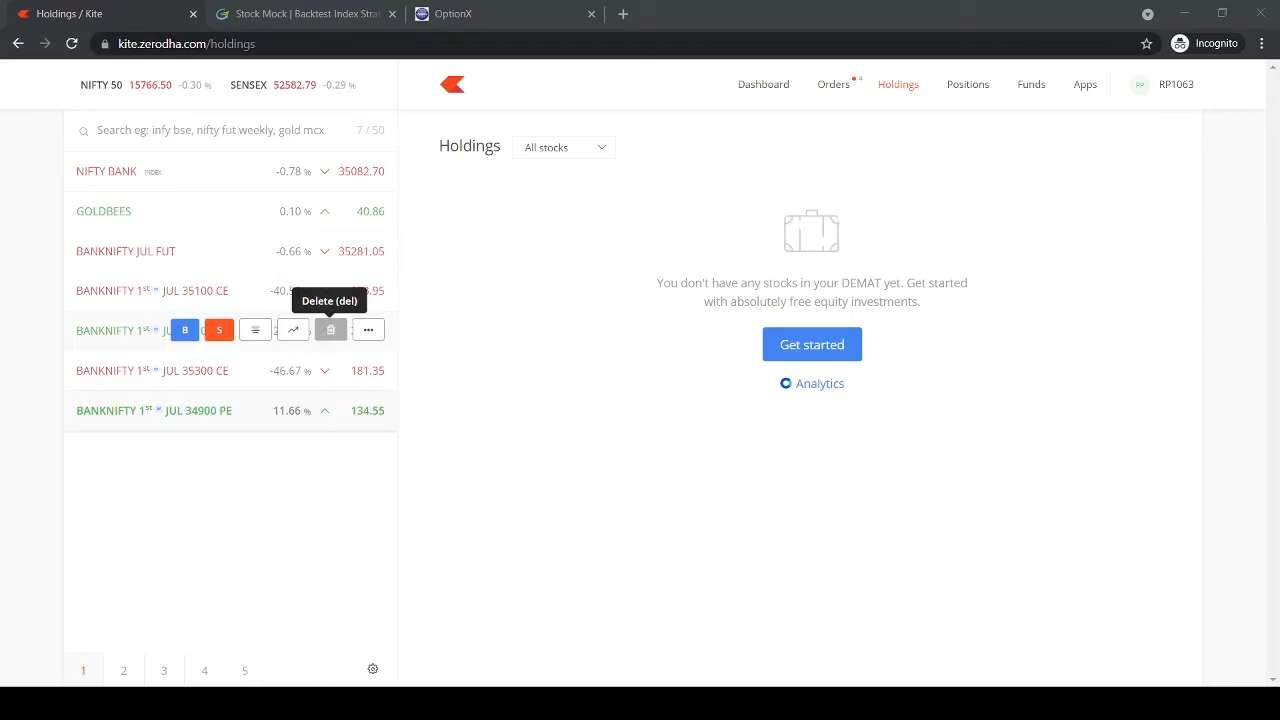 Holdings / Kite
Stock Mock | Backtest Index Strat
OptionX
kite.zerodha.com/holdings
Incognito
NIFTY 50 15766.50 -0.30 %
SENSEX 52582.79 -0.29 %
Dashboard
Orders 4
Holdings
Positions
Funds
Apps
RP RP1063
Search eg: infy bse, nifty fut weekly, gold mcx
7 / 50
Holdings
All stocks
NIFTY BANK INDEX -0.78 % 35082.70
GOLDBEES 0.10 % 40.86
BANKNIFTY JUL FUT -0.66 % 35281.05
BANKNIFTY 1st w JUL 35100 CE
Delete (del)
BANKNIFTY 1st w
B
S
BANKNIFTY 1st w JUL 35300 CE -46.67 % 181.35
BANKNIFTY 1st w JUL 34900 PE 11.66 % 134.55
You don't have any stocks in your DEMAT yet. Get started
with absolutely free equity investments.
Get started
Analytics
1 2 3 4 5